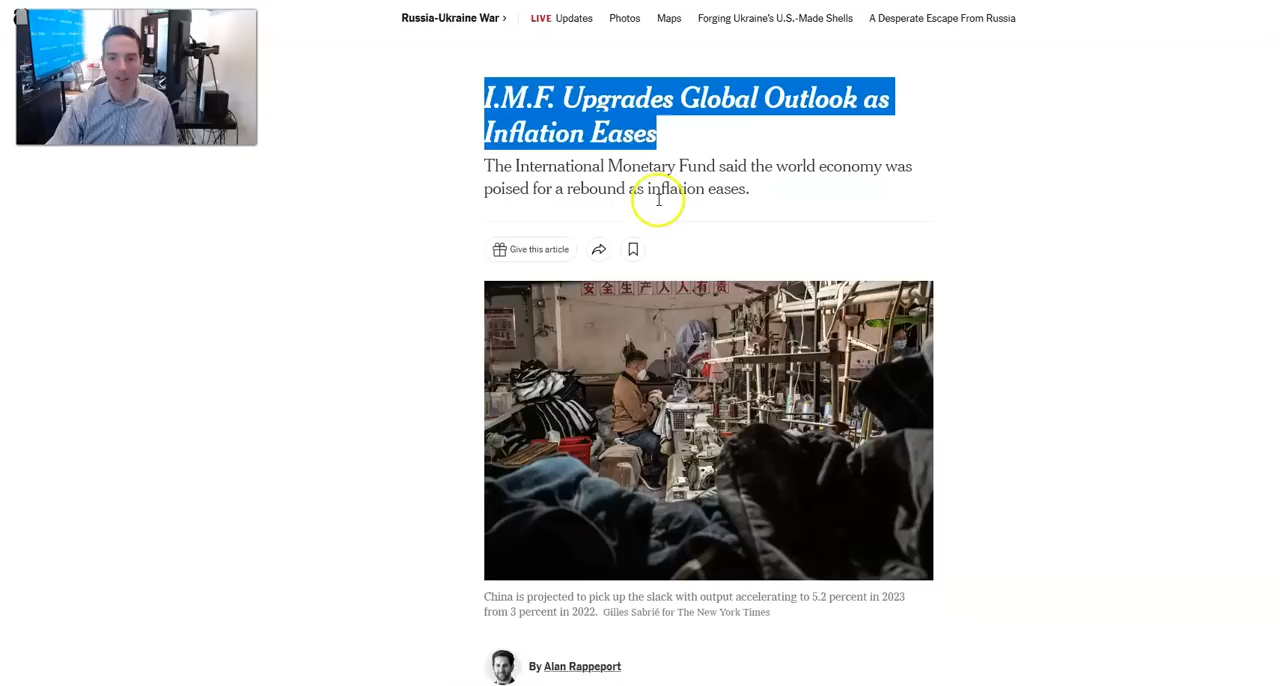 Russia-Ukraine War › LIVE Updates Photos Maps Forging Ukraine's U.S.-Made Shells A Desperate Escape From Russia
I.M.F. Upgrades Global Outlook as
Inflation Eases
The International Monetary Fund said the world economy was
poised for a rebound as inflation eases.
Give this article
安全生产人人有责
China is projected to pick up the slack with output accelerating to 5.2 percent in 2023
from 3 percent in 2022. Gilles Sabrié for The New York Times
By Alan Rappeport